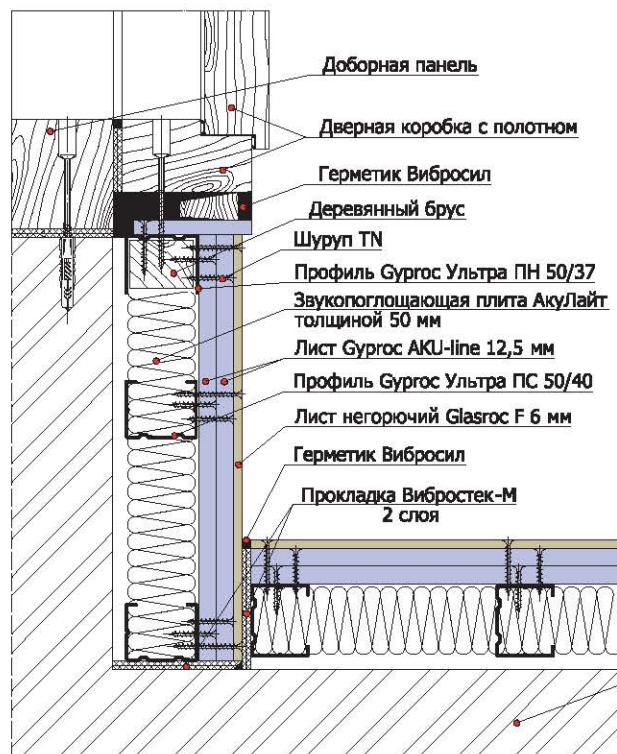 Доборная панель
Дверная коробка с полотном
Герметик Вибросил
Деревянный брус
Шуруп TN
Профиль Gyproc Ультра ПН 50/37
Звукопоглощающая плита АкуЛайт
толщиной 50 мм
Лист Gyproc AKU-line 12,5 мм
Профиль Gyproc Ультра ПС 50/40
Лист негорючий Glasroc F 6 мм
Герметик Вибросил
Прокладка Вибростек-М
2 слоя